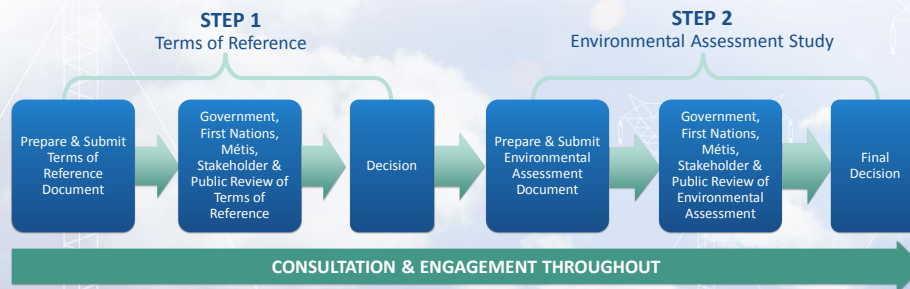 STEP 1
Terms of Reference
STEP 2
Environmental Assessment Study
Prepare & Submit
Terms of
Reference
Document
Government,
First Nations,
Métis,
Stakeholder &
Public Review of
Terms of
Reference
Decision
Prepare & Submit
Environmental
Assessment
Document
Government,
First Nations,
Métis,
Stakeholder &
Public Review of
Environmental
Assessment
Final
Decision
CONSULTATION & ENGAGEMENT THROUGHOUT